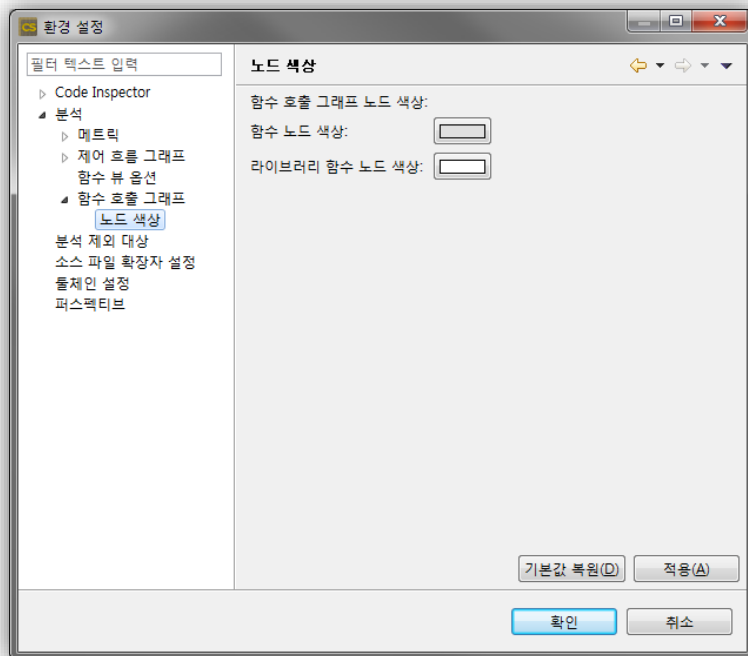 CS 환경 설정
필터 텍스트 입력
Code Inspector
분석
메트릭
제어 흐름 그래프
함수 뷰 옵션
함수 호출 그래프
노드 색상
분석 제외 대상
소스 파일 확장자 설정
툴체인 설정
퍼스펙티브
노드 색상
함수 호출 그래프 노드 색상:
함수 노드 색상:
라이브러리 함수 노드 색상:
기본값 복원(D) 적용(A)
확인 취소